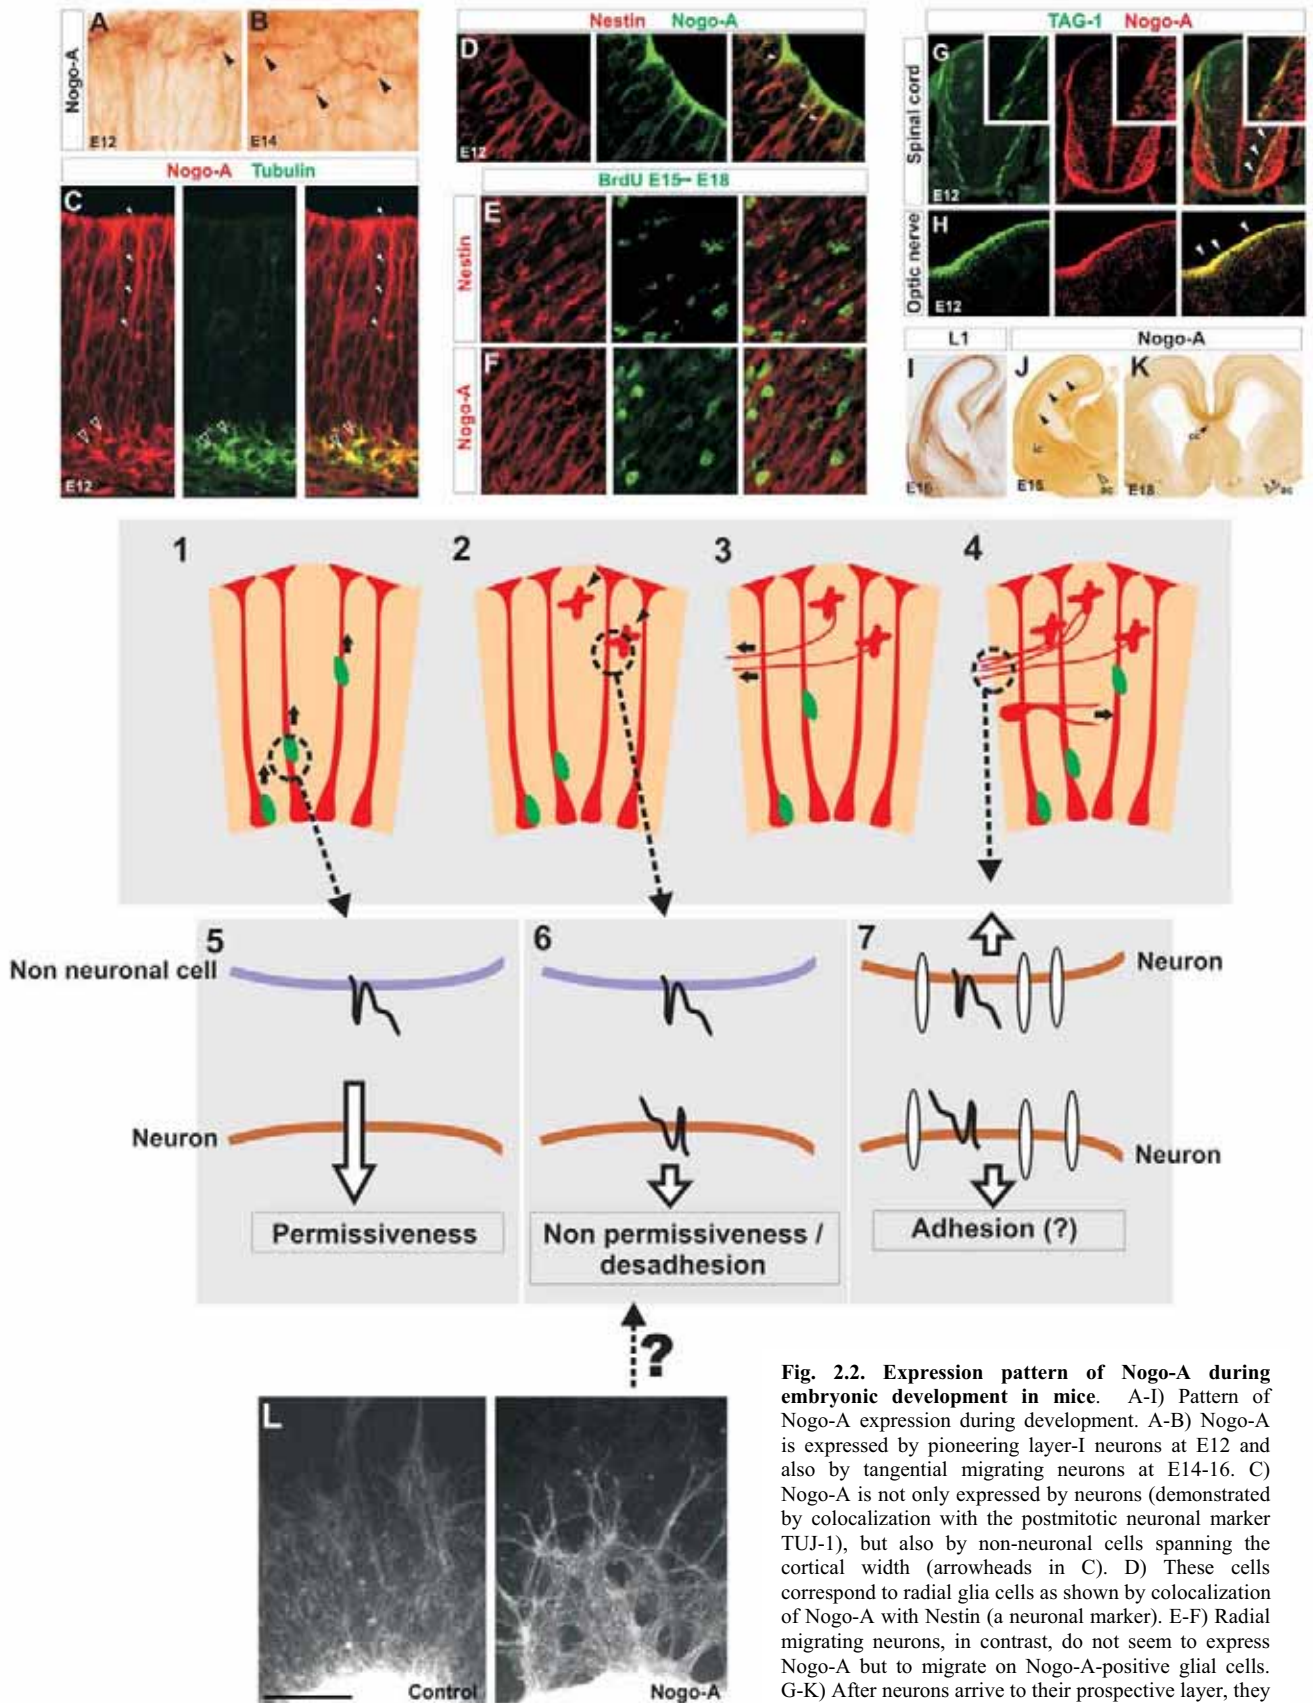 A
B
Nogo-A
E12
E14
Nogo-A Tubulin
C
E12
Nestin Nogo-A
D
E12
BrdU E15→ E18
Nestin
E
Nogo-A
F
TAG-1 Nogo-A
Spinal cord
G
E12
Optic nerve
H
E12
L1
Nogo-A
I
J
K
E16
ic
E16
ac
cc
E18
ac
1
2
3
4
5
6
7
Non neuronal cell
Neuron
Neuron
Neuron
Permissiveness
Non permissiveness /
desadhesion
Adhesion (?)
?
L
Control
Nogo-A
Fig. 2.2. Expression pattern of Nogo-A during
embryonic development in mice. A-I) Pattern of
Nogo-A expression during development. A-B) Nogo-A
is expressed by pioneering layer-I neurons at E12 and
also by tangential migrating neurons at E14-16. C)
Nogo-A is not only expressed by neurons (demonstrated
by colocalization with the postmitotic neuronal marker
TUJ-1), but also by non-neuronal cells spanning the
cortical width (arrowheads in C). D) These cells
correspond to radial glia cells as shown by colocalization
of Nogo-A with Nestin (a neuronal marker). E-F) Radial
migrating neurons, in contrast, do not seem to express
Nogo-A but to migrate on Nogo-A-positive glial cells.
G-K) After neurons arrive to their prospective layer, they